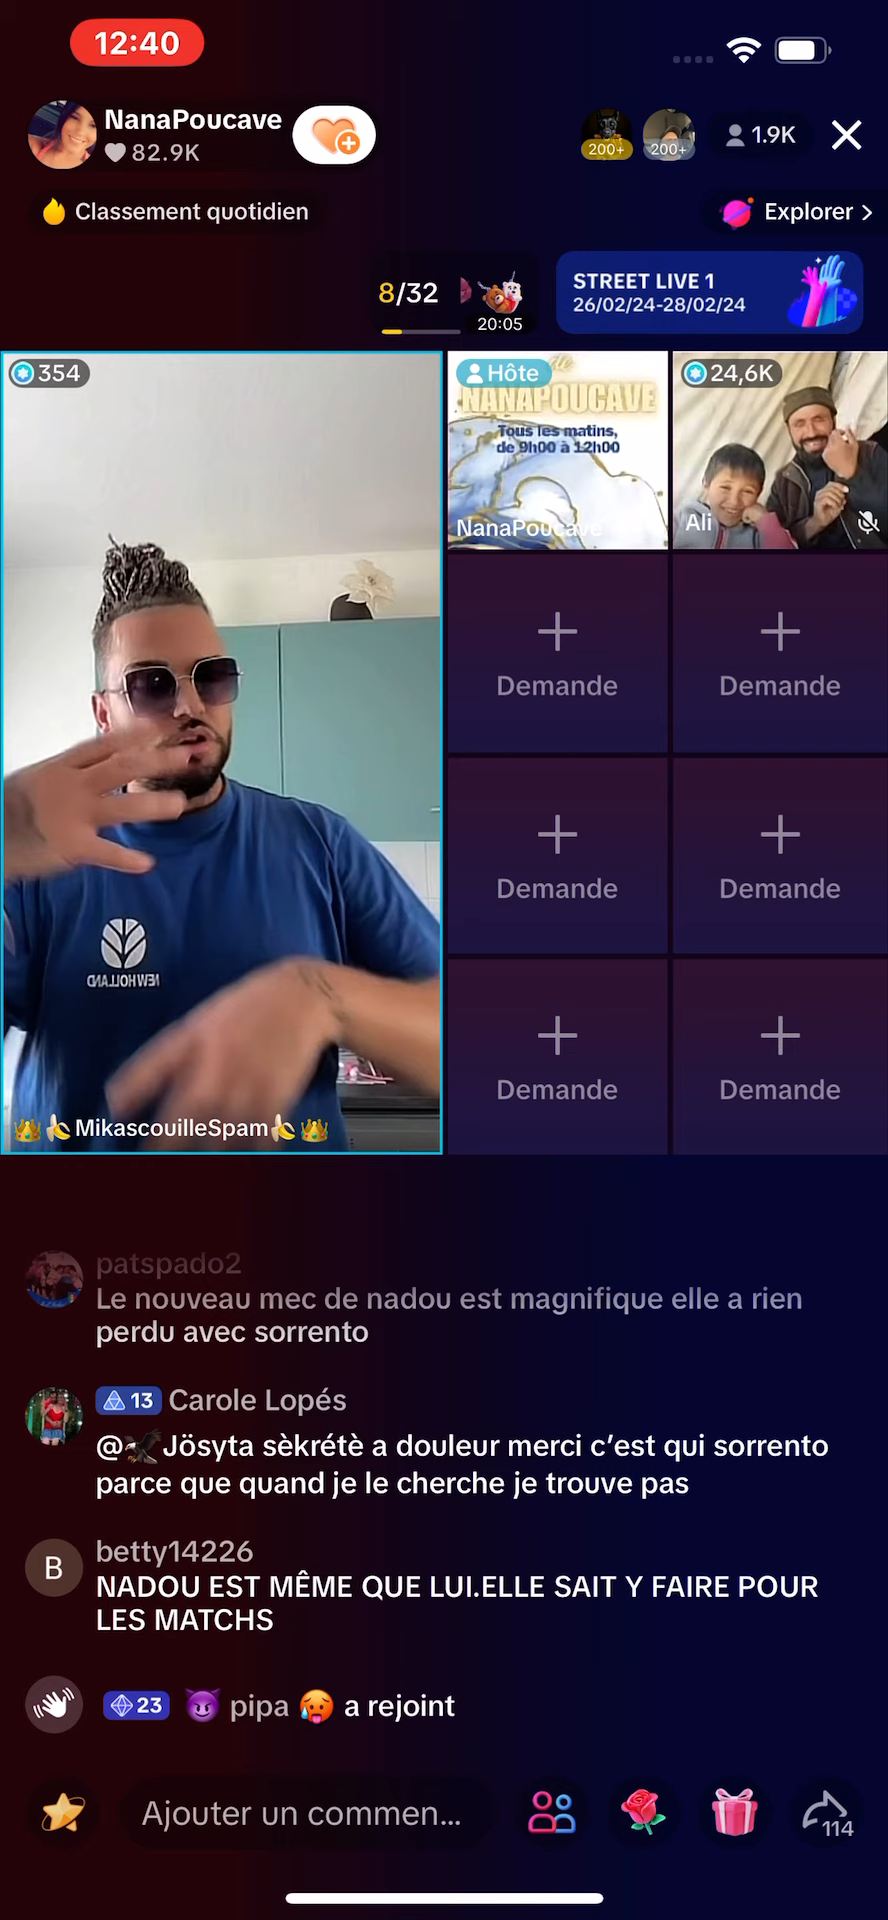 12:40
NanaPoucave
82.9K
200+
200+
1.9K
Classement quotidien
Explorer >
8/32
20:05
STREET LIVE 1
26/02/24-28/02/24
354
Hôte
de
NANAPOUCAVE
Tous les matins,
de 9h00 à 12h00
NanaPoucave
24,6K
Ali
NEW HOLLAND
👑🍌MikascouilleSpam🍌👑
Demande
Demande
Demande
Demande
Demande
Demande
patspado2
Le nouveau mec de nadou est magnifique elle a rien
perdu avec sorrento
13 Carole Lopés
@🦅Jösyta sèkrétè a douleur merci c’est qui sorrento
parce que quand je le cherche je trouve pas
B
betty14226
NADOU EST MÊME QUE LUI.ELLE SAIT Y FAIRE POUR
LES MATCHS
23 😈 pipa 🥵 a rejoint
Ajouter un commen...
114